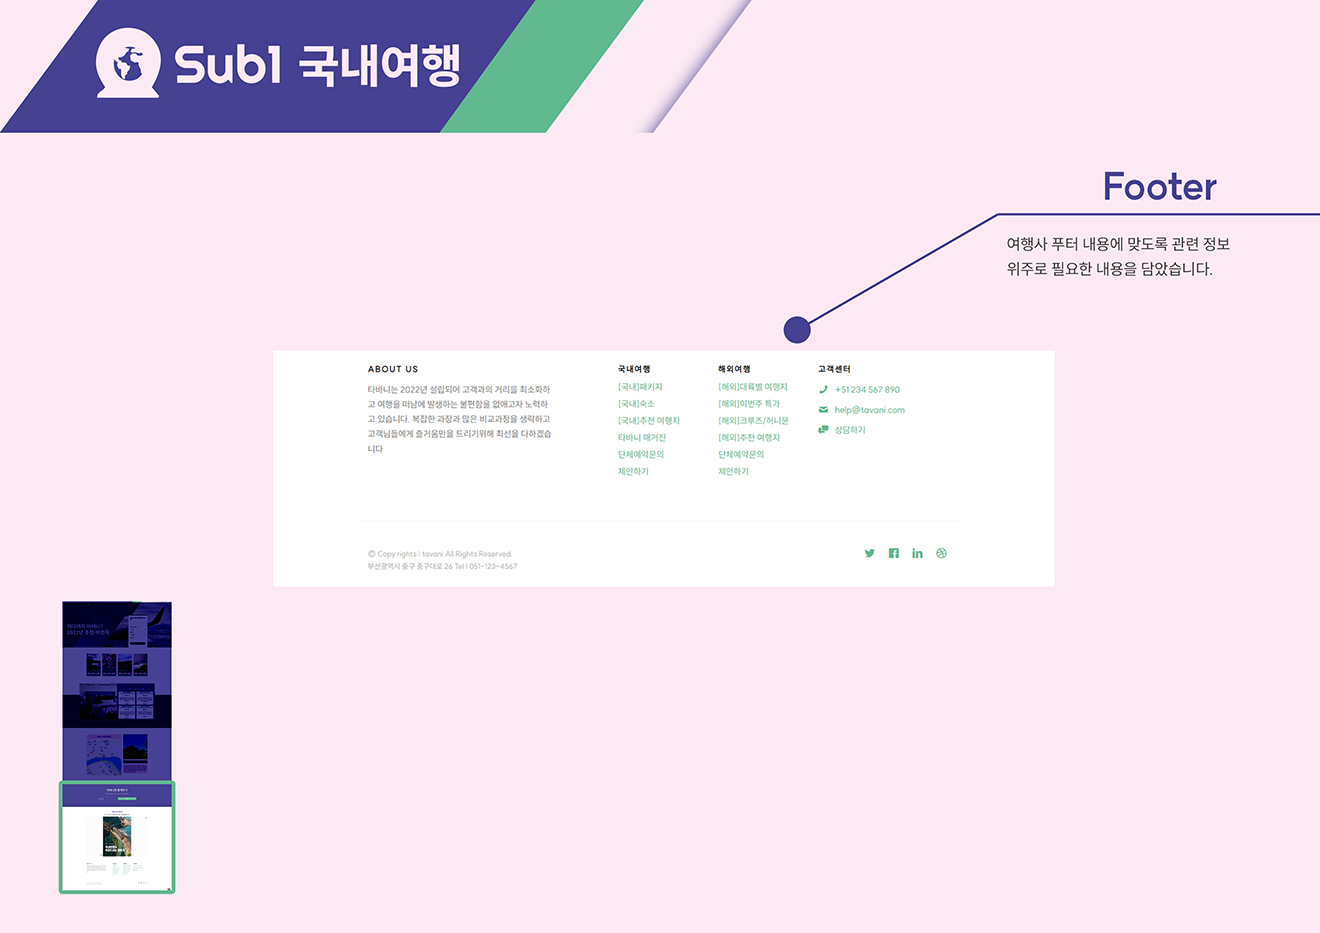 Sub1 국내여행
Footer
여행사 푸터 내용에 맞도록 관련 정보
위주로 필요한 내용을 담았습니다.
ABOUT US
타바니는 2022년 설립되어 고객과의 거리를 최소화하
고 여행을 떠남에 발생하는 불편함을 없애고자 노력하
고 있습니다. 복잡한 과정과 많은 비교과정을 생략하고
고객님들에게 즐거움만을 드리기위해 최선을 다하겠습
니다
국내여행
[국내]패키지
[국내]숙소
[국내]추천 여행지
타바니 매거진
단체예약문의
제안하기
해외여행
[해외]대륙별 여행지
[해외]이번주 특가
[해외]크루즈/허니문
[해외]추천 여행지
단체예약문의
제안하기
고객센터
+51 234 567 890
help@tavani.com
상담하기
© Copy rights | tavani All Rights Reserved.
부산광역시 중구 중구대로 26 Tel | 051-123-4567